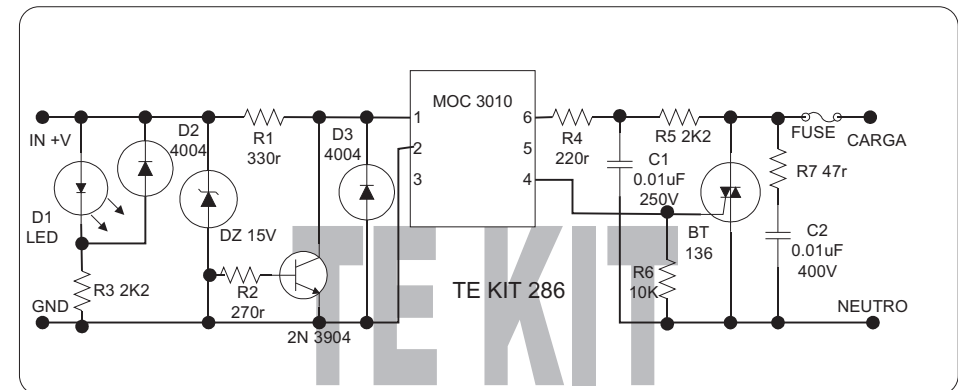 IN +V
D1
LED
D2
4004
R3 2K2
GND
DZ 15V
R1
330r
R2
270r
2N 3904
D3
4004
MOC 3010
1
2
3
6
5
4
TE KIT 286
TE KIT
R4
220r
C1
0.01uF
250V
R5 2K2
R6
10K
BT
136
FUSE
CARGA
R7 47r
C2
0.01uF
400V
NEUTRO